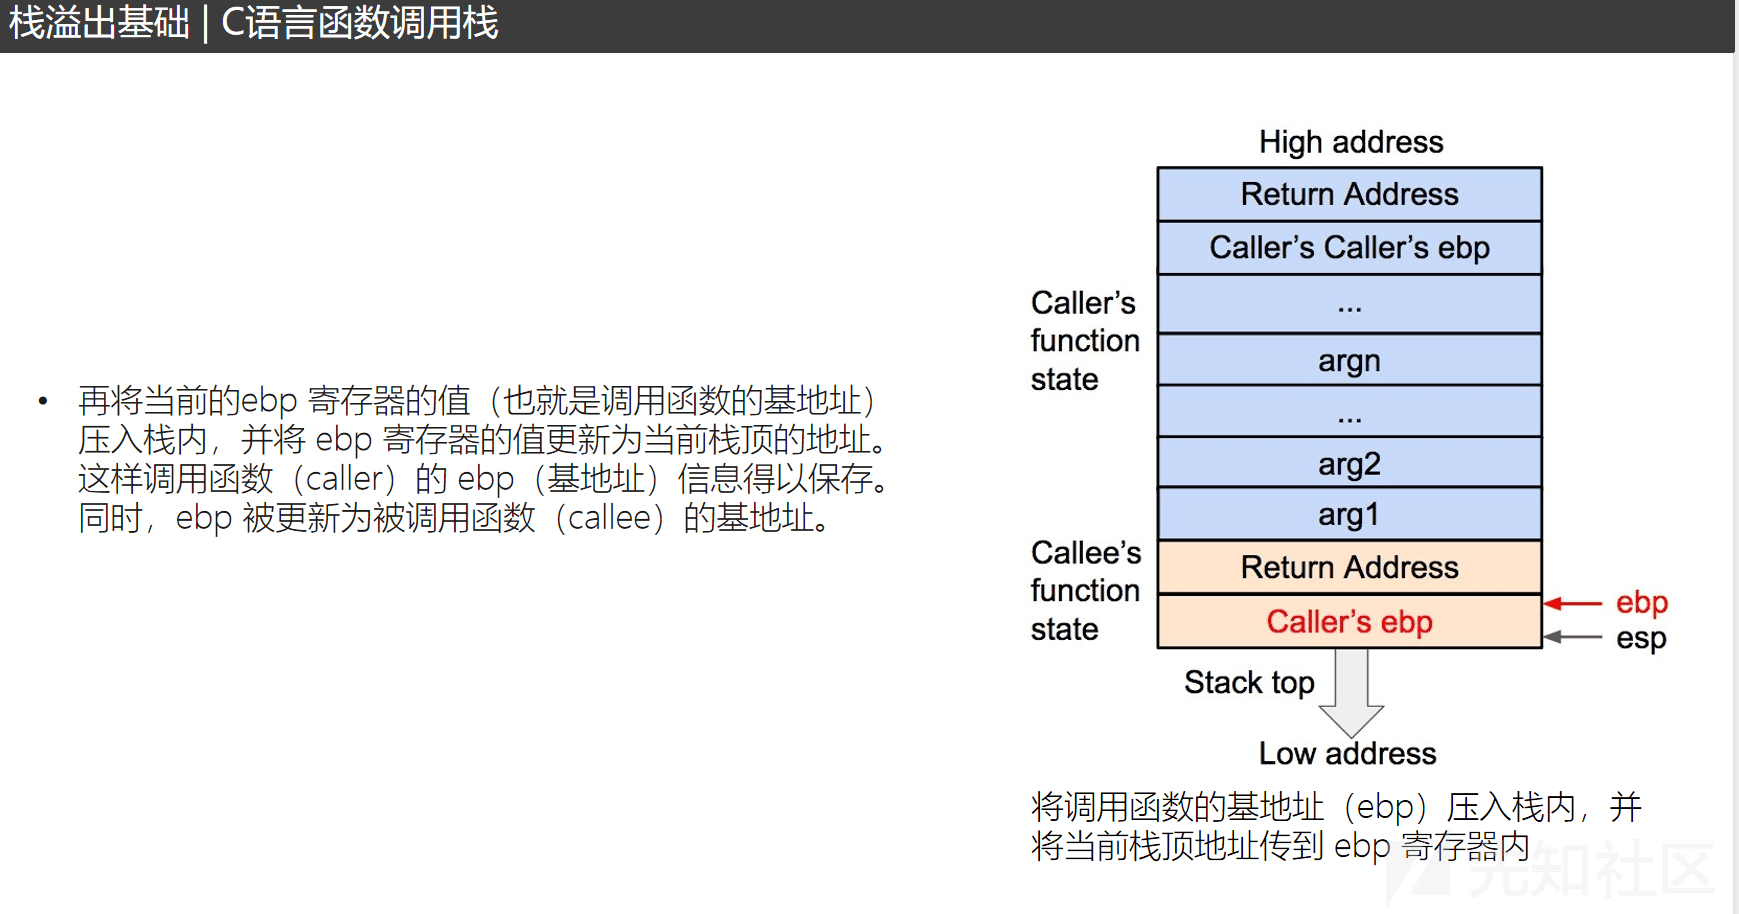 栈溢出基础 | C语言函数调用栈
• 再将当前的ebp 寄存器的值（也就是调用函数的基地址）
压入栈内，并将 ebp 寄存器的值更新为当前栈顶的地址。
这样调用函数（caller）的 ebp（基地址）信息得以保存。
同时，ebp 被更新为被调用函数（callee）的基地址。
High address
Return Address
Caller’s Caller’s ebp
...
Caller’s
function
state
argn
...
arg2
arg1
Callee’s
function
state
Return Address
Caller’s ebp
ebp
esp
Stack top
Low address
将调用函数的基地址（ebp）压入栈内，并
将当前栈顶地址传到 ebp 寄存器内
先知社区